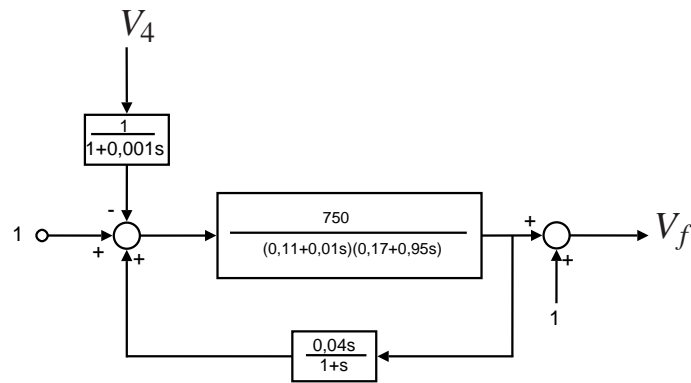 V4
1
1+0,001s
-
1
+
+
750
(0,11+0,01s)(0,17+0,95s)
+
+
Vf
1
0,04s
1+s